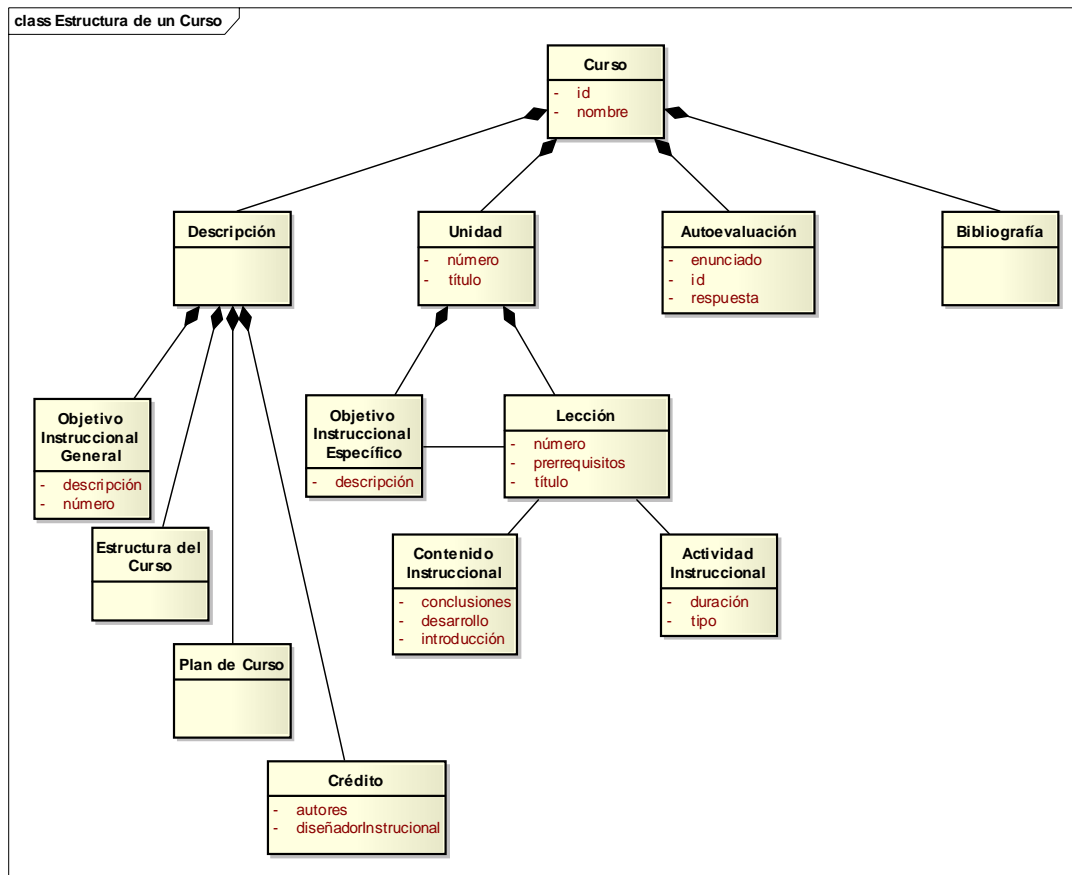 class Estructura de un Curso
Curso
- id
- nombre
Descripción
Unidad
- número
- título
Autoevaluación
- enunciado
- id
- respuesta
Bibliografía
Objetivo
Instruccional
General
- descripción
- número
Objetivo
Instruccional
Específico
- descripción
Lección
- número
- prerrequisitos
- título
Estructura del
Curso
Contenido
Instruccional
- conclusiones
- desarrollo
- introducción
Actividad
Instruccional
- duración
- tipo
Plan de Curso
Crédito
- autores
- diseñadorInstrucional